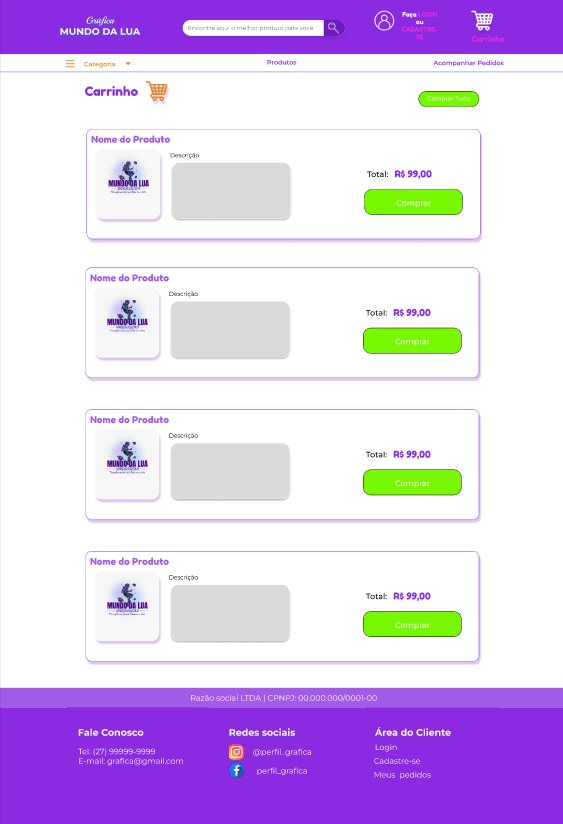 Gráfica
MUNDO DA LUA
Encontre aqui o melhor produto para você
Faça LOGIN
ou
CADASTRE-
SE
Carrinho
Categoria
Produtos
Acompanhar Pedidos
Carrinho
Comprar Tudo
Nome do Produto
MUNDO DA LUA
Descrição
Total: R$ 99,00
Comprar
Nome do Produto
MUNDO DA LUA
Descrição
Total: R$ 99,00
Comprar
Nome do Produto
MUNDO DA LUA
Descrição
Total: R$ 99,00
Comprar
Nome do Produto
MUNDO DA LUA
Descrição
Total: R$ 99,00
Comprar
Razão social LTDA | CPNPJ: 00.000.000/0001-00
Fale Conosco
Tel: (27) 99999-9999
E-mail: grafica@gmail.com
Redes sociais
@perfil_grafica
perfil_grafica
Área do Cliente
Login
Cadastre-se
Meus pedidos